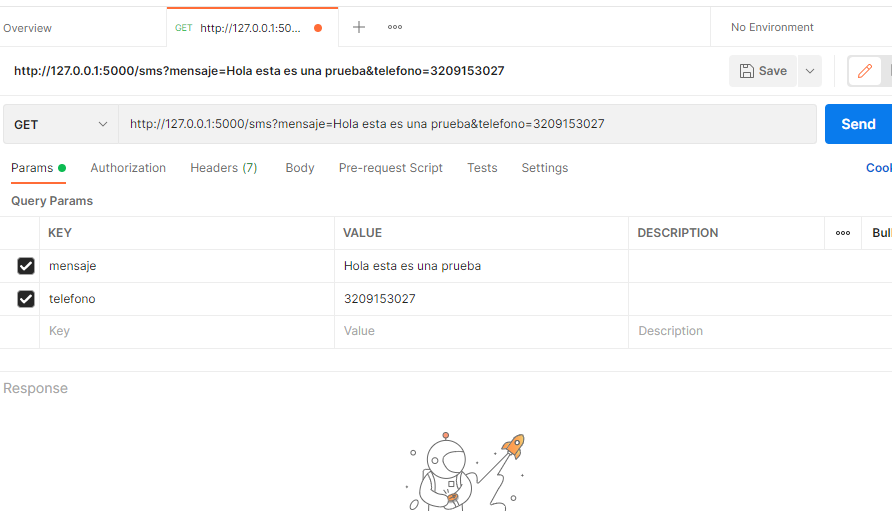 Overview
GET http://127.0.0.1:50...
No Environment
http://127.0.0.1:5000/sms?mensaje=Hola esta es una prueba&telefono=3209153027
Save
GET
http://127.0.0.1:5000/sms?mensaje=Hola esta es una prueba&telefono=3209153027
Send
Params Authorization Headers (7) Body Pre-request Script Tests Settings
Query Params
KEY VALUE DESCRIPTION
mensaje Hola esta es una prueba
telefono 3209153027
Key Value Description
Response